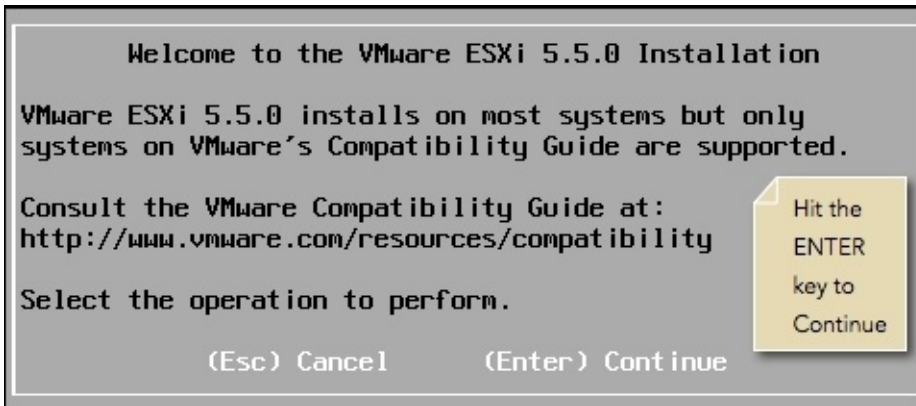 Welcome to the VMware ESXi 5.5.0 Installation
VMware ESXi 5.5.0 installs on most systems but only
systems on VMware's Compatibility Guide are supported.
Consult the VMware Compatibility Guide at:
http://www.vmware.com/resources/compatibility
Select the operation to perform.
(Esc) Cancel (Enter) Continue
Hit the
ENTER
key to
Continue